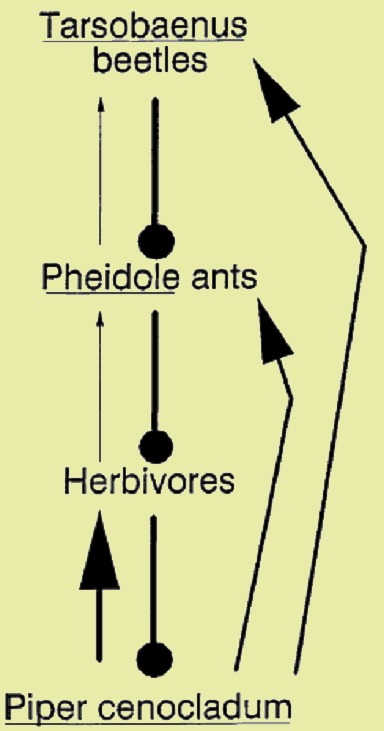 Tarsobaenus
beetles
Pheidole ants
Herbivores
Piper cenocladum